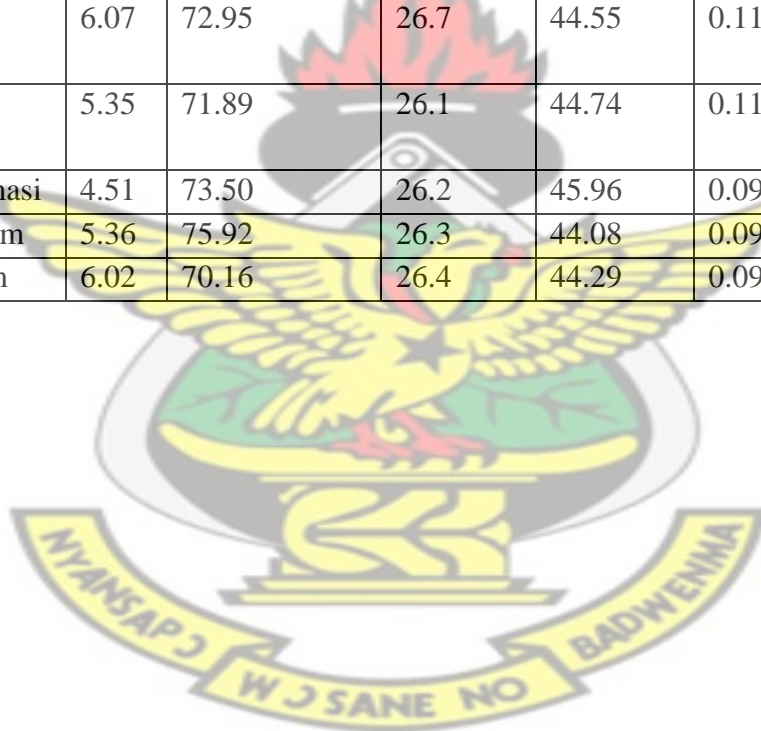 6.07 72.95 26.7 44.55 0.11
5.35 71.89 26.1 44.74 0.11
4.51 73.50 26.2 45.96 0.09
5.36 75.92 26.3 44.08 0.09
6.02 70.16 26.4 44.29 0.09
NYANSAPƆ WƆSANE NO BADWENMA